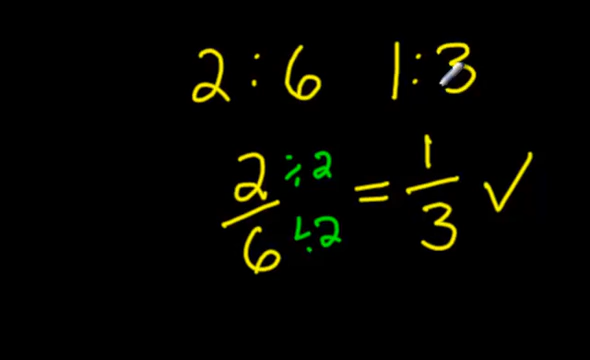 2 : 6 1 : 3
2/6 ÷2 ÷2 = 1/3 ✓